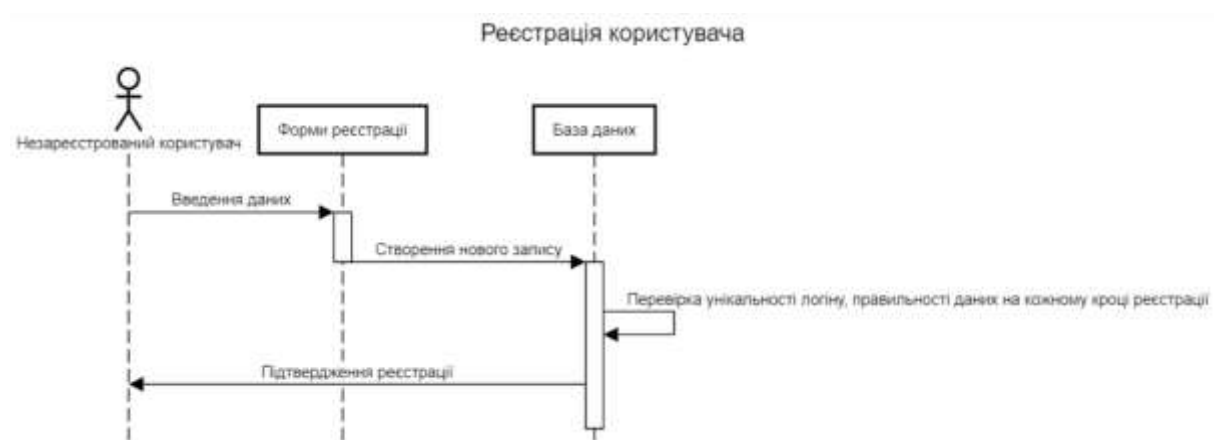 Реєстрація користувача
Незареєстрований користувач
Форми реєстрації
База даних
Введення даних
Створення нового запису
Перевірка унікальності логіну, правильності даних на кожному кроці реєстрації
Підтвердження реєстрації